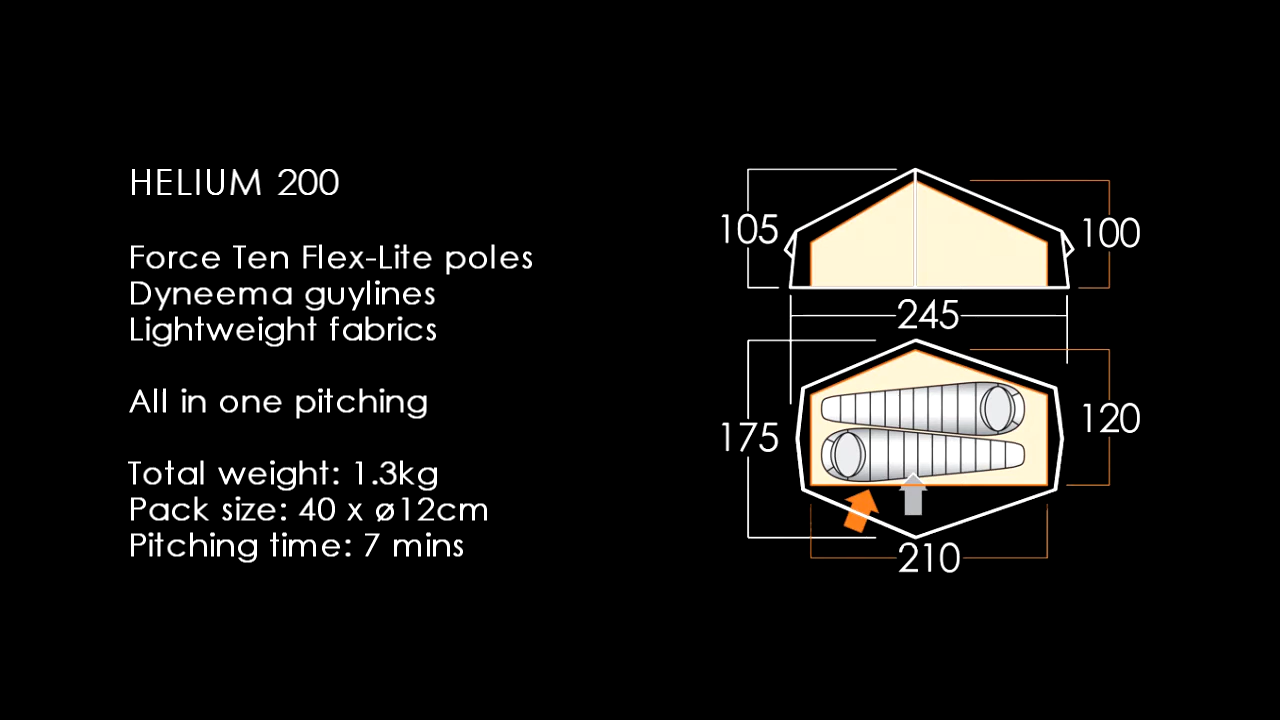 HELIUM 200
Force Ten Flex-Lite poles
Dyneema guylines
Lightweight fabrics
All in one pitching
Total weight: 1.3kg
Pack size: 40 x ø12cm
Pitching time: 7 mins
105
100
245
175
120
210